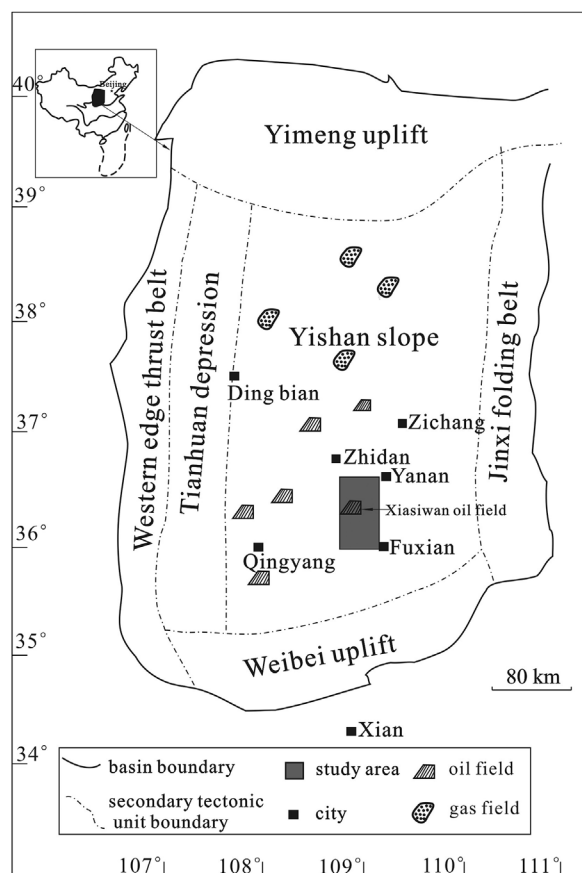 40°
Beijing
Yimeng uplift
39°
38°
Western edge thrust belt
Tianhuan depression
Yishan slope
Jinxi folding belt
Ding bian
37°
Zichang
Zhidan
Yanan
Xiasiwan oil field
36°
Qingyang
Fuxian
35°
Weibei uplift
80 km
Xian
34°
basin boundary
study area
oil field
secondary tectonic
unit boundary
city
gas field
107°
108°
109°
110°
111°